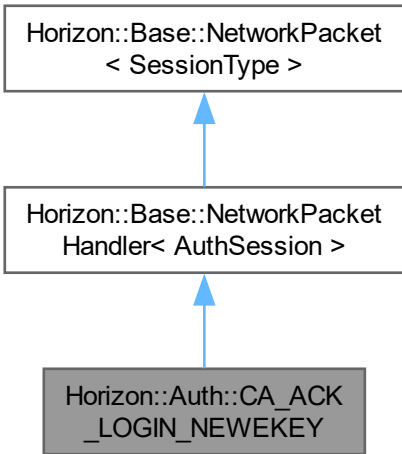 Horizon::Base::NetworkPacket
< SessionType >
Horizon::Base::NetworkPacket
Handler< AuthSession >
Horizon::Auth::CA_ACK
_LOGIN_NEWEKEY